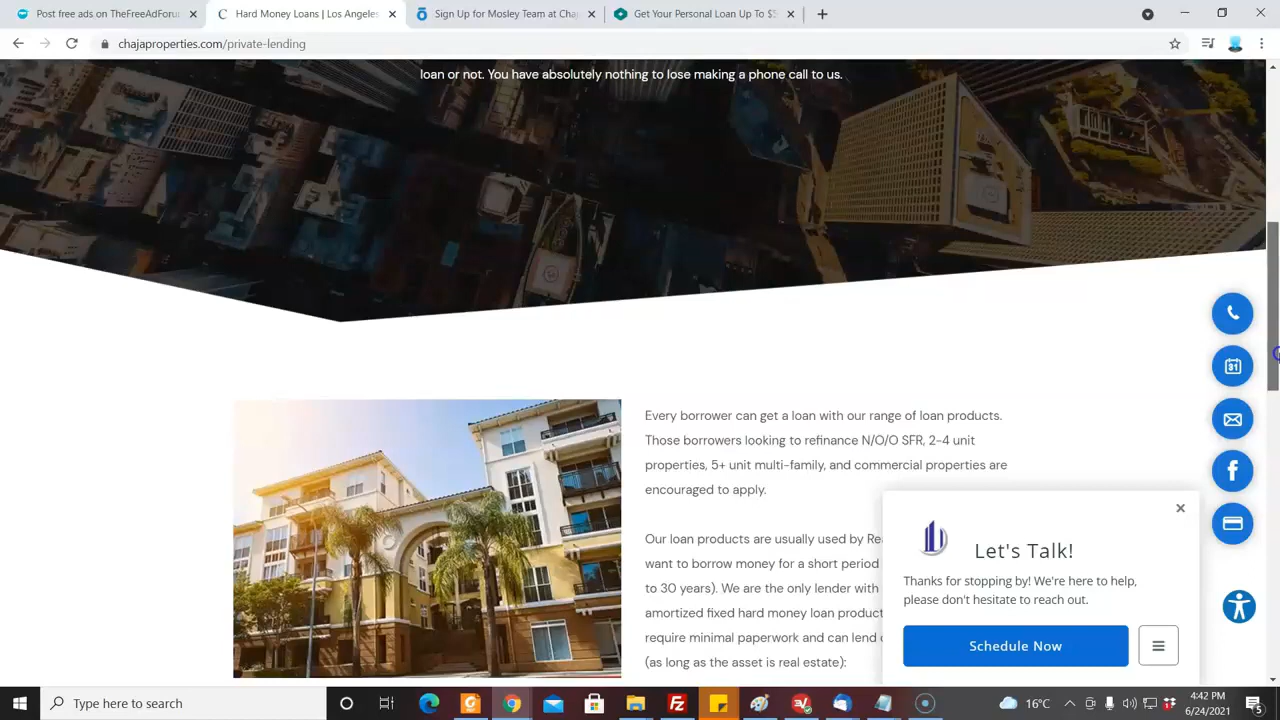 Post free ads on TheFreeAdForu
Hard Money Loans | Los Angeles
Sign Up for Mosley Team at Cha
Get Your Personal Loan Up To $5
chajaproperties.com/private-lending
loan or not. You have absolutely nothing to lose making a phone call to us.
Every borrower can get a loan with our range of loan products.
Those borrowers looking to refinance N/O/O SFR, 2-4 unit
properties, 5+ unit multi-family, and commercial properties are
encouraged to apply.
Our loan products are usually used by Re
want to borrow money for a short period
to 30 years). We are the only lender with
amortized fixed hard money loan product
require minimal paperwork and can lend
(as long as the asset is real estate):
31
Let's Talk!
Thanks for stopping by! We're here to help,
please don't hesitate to reach out.
Schedule Now
Type here to search
16°C
4:42 PM
6/24/2021
5